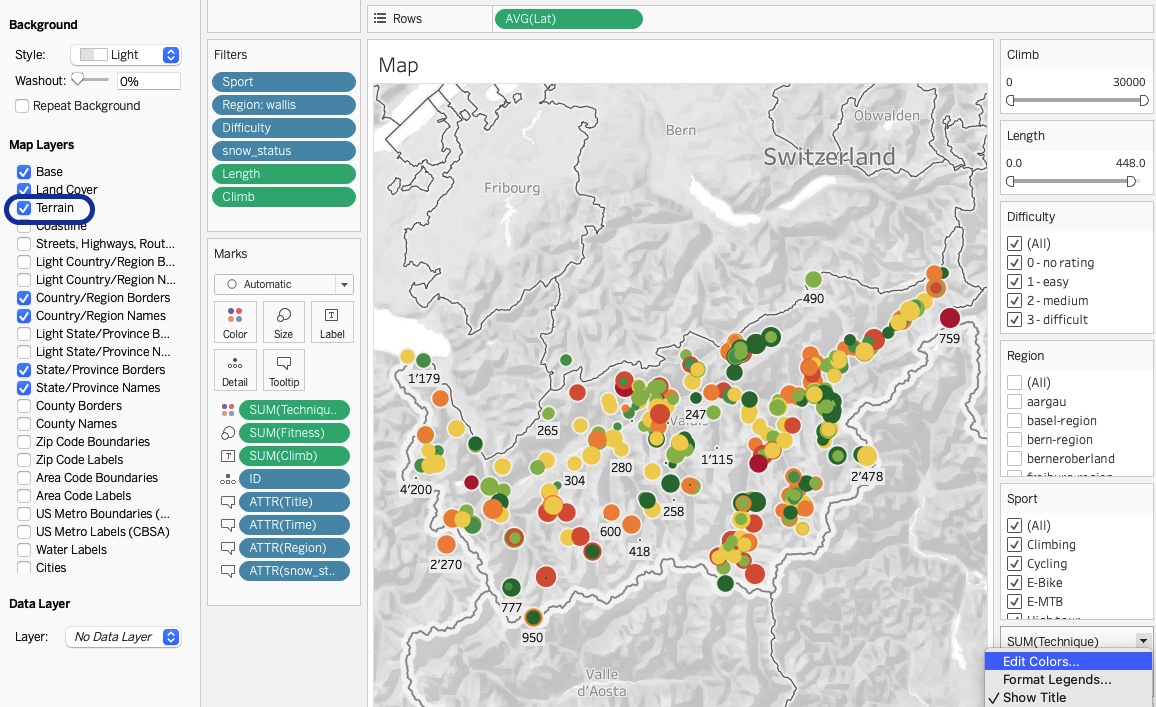 Background
Style:
Light
Washout:
0%
Repeat Background
Map Layers
Base
Land Cover
Terrain
Coastline
Streets, Highways, Rout...
Light Country/Region B...
Light Country/Region N...
Country/Region Borders
Country/Region Names
Light State/Province B...
Light State/Province N...
State/Province Borders
State/Province Names
County Borders
County Names
Zip Code Boundaries
Zip Code Labels
Area Code Boundaries
Area Code Labels
US Metro Boundaries (...
US Metro Labels (CBSA)
Water Labels
Cities
Data Layer
Layer:
No Data Layer
Filters
Sport
Region: wallis
Difficulty
snow_status
Length
Climb
Marks
Automatic
Color
Size
Label
Detail
Tooltip
SUM(Techniqu..
SUM(Fitness)
SUM(Climb)
ID
ATTR(Title)
ATTR(Time)
ATTR(Region)
ATTR(snow_st..
Rows
AVG(Lat)
Map
Obwalden
Bern
Switzerland
Fribourg
490
759
1'179
247
265
Valais
1'115
280
2'478
304
4'200
258
600
418
2'270
777
950
Valle
d'Aosta
Climb
0
30000
Length
0.0
448.0
Difficulty
(All)
0 - no rating
1 - easy
2 - medium
3 - difficult
Region
(All)
aargau
basel-region
bern-region
berneroberland
freiburg-region
Sport
(All)
Climbing
Cycling
E-Bike
E-MTB
SUM(Technique)
Edit Colors...
Format Legends...
Show Title